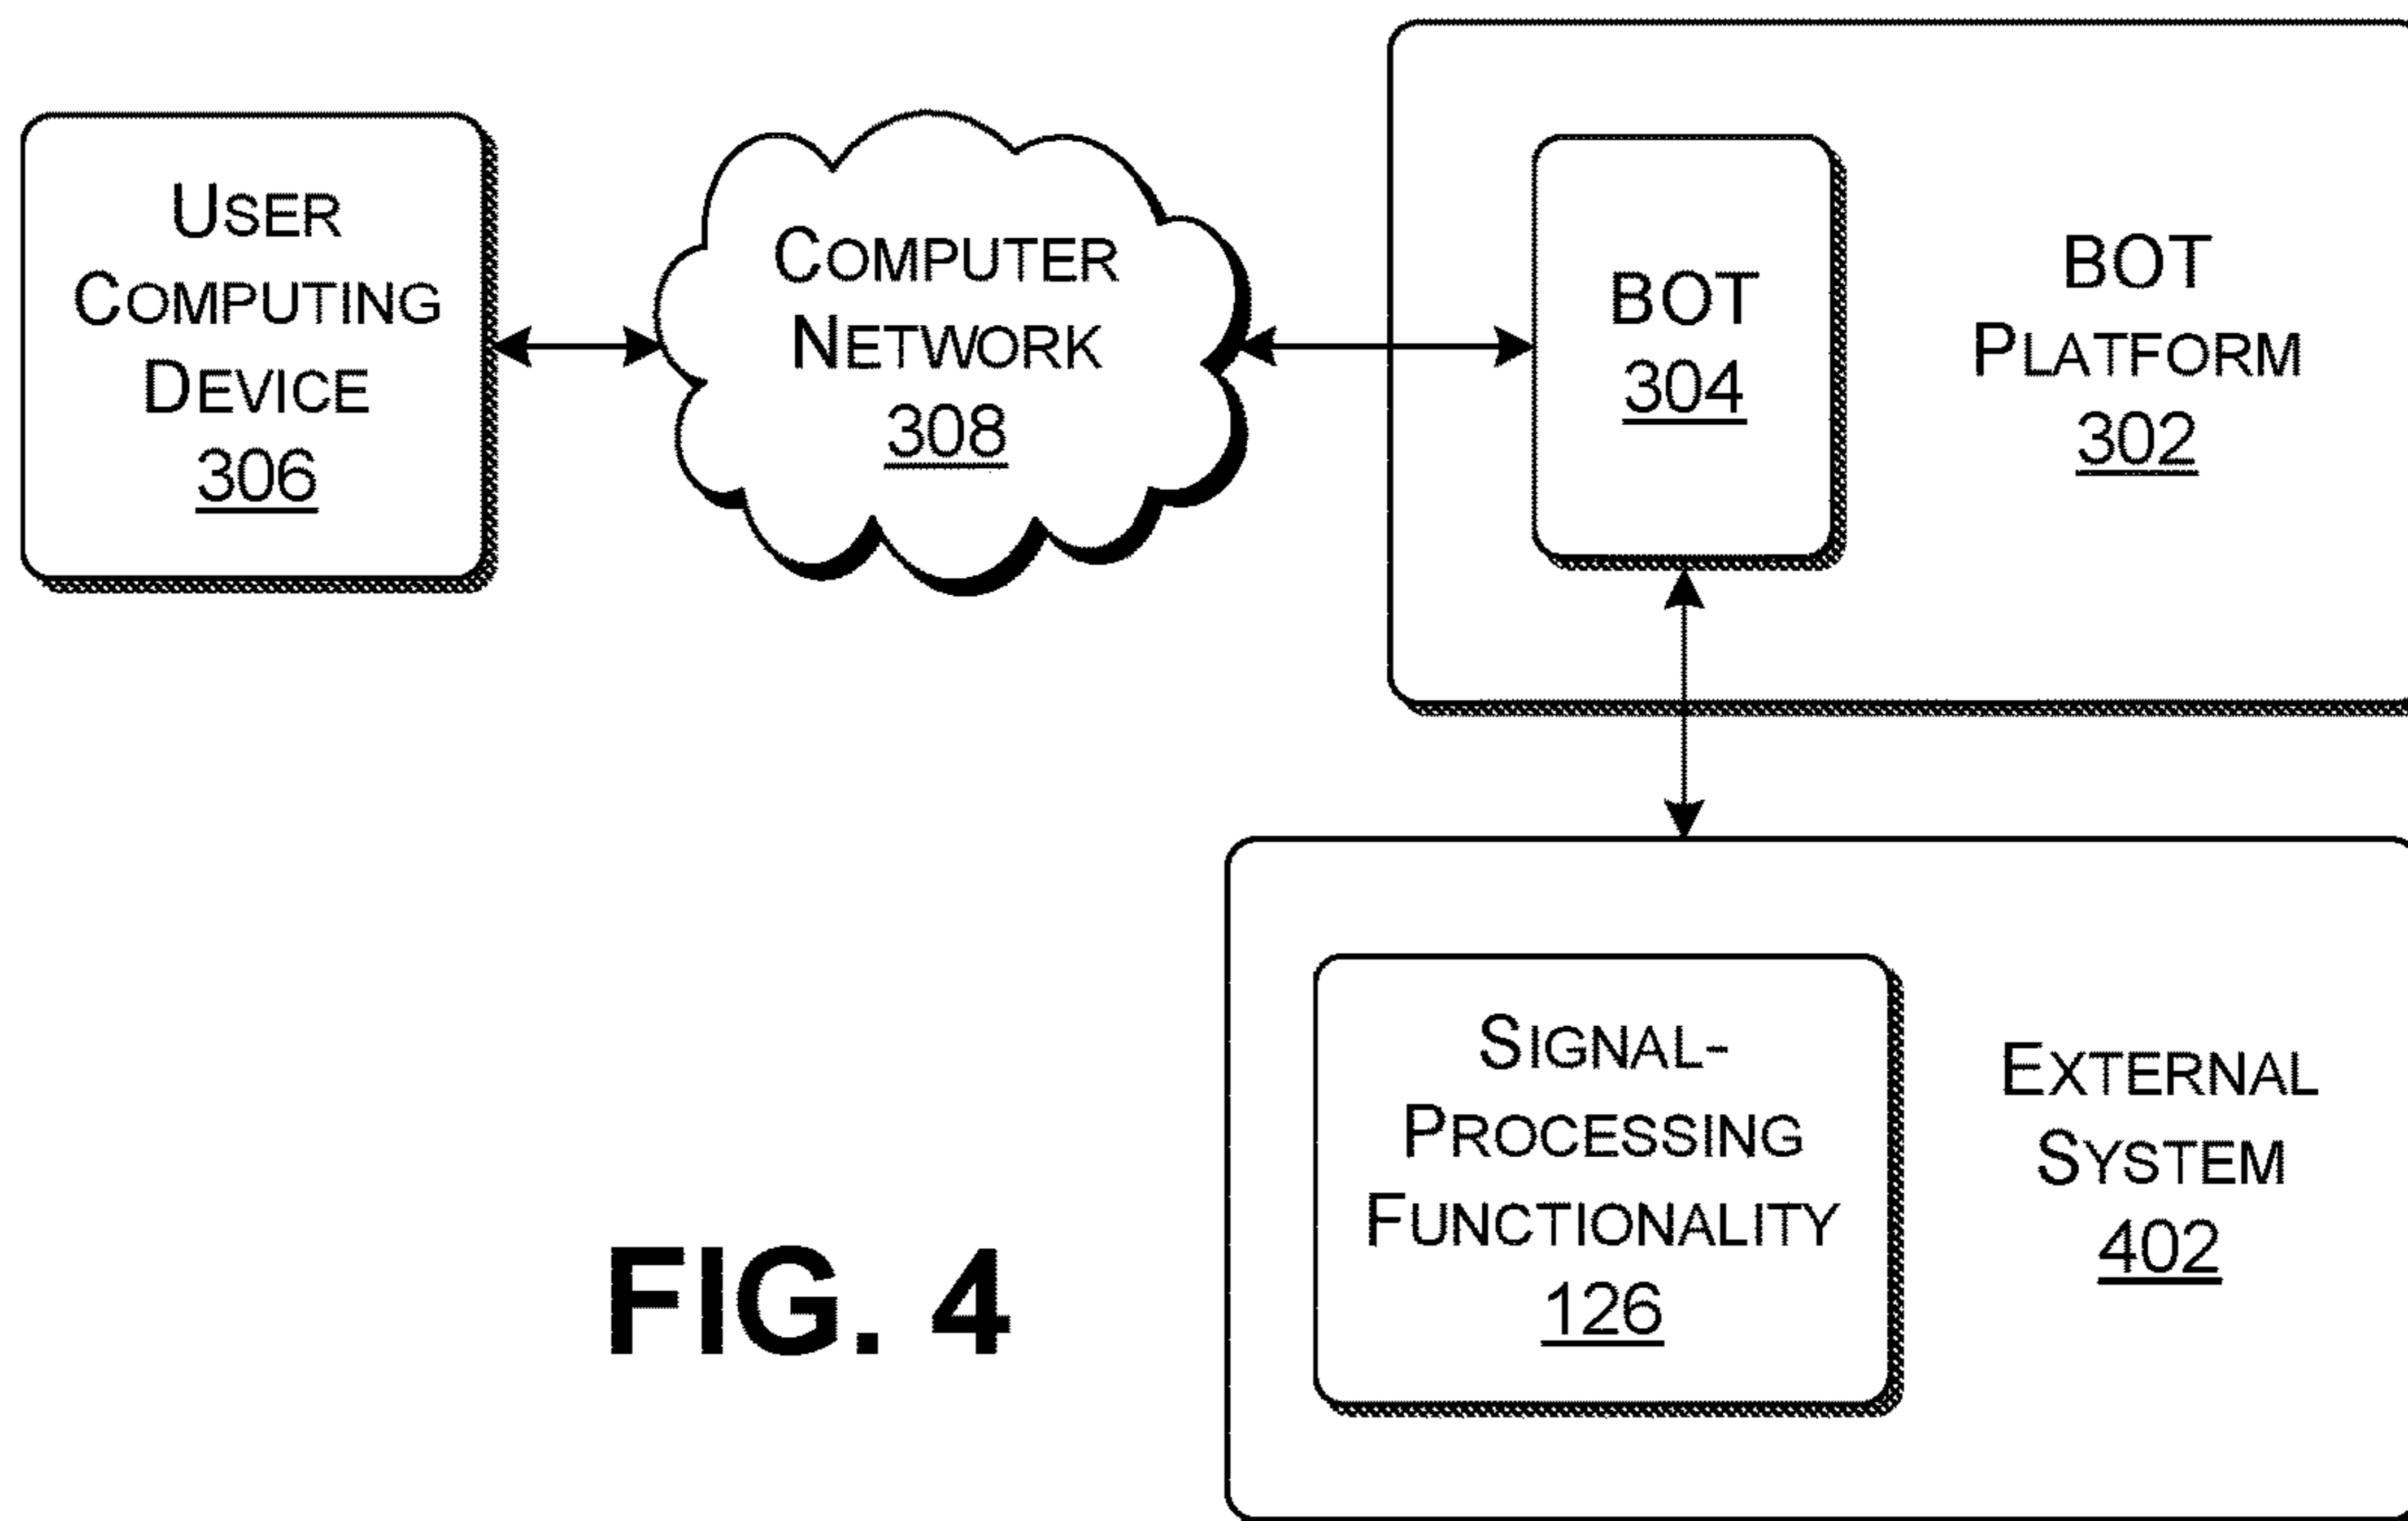 USER
COMPUTING
DEVICE
306
COMPUTER
NETWORK
308
BOT
304
BOT
PLATFORM
302
SIGNAL-
PROCESSING
FUNCTIONALITY
126
EXTERNAL
SYSTEM
402
FIG. 4